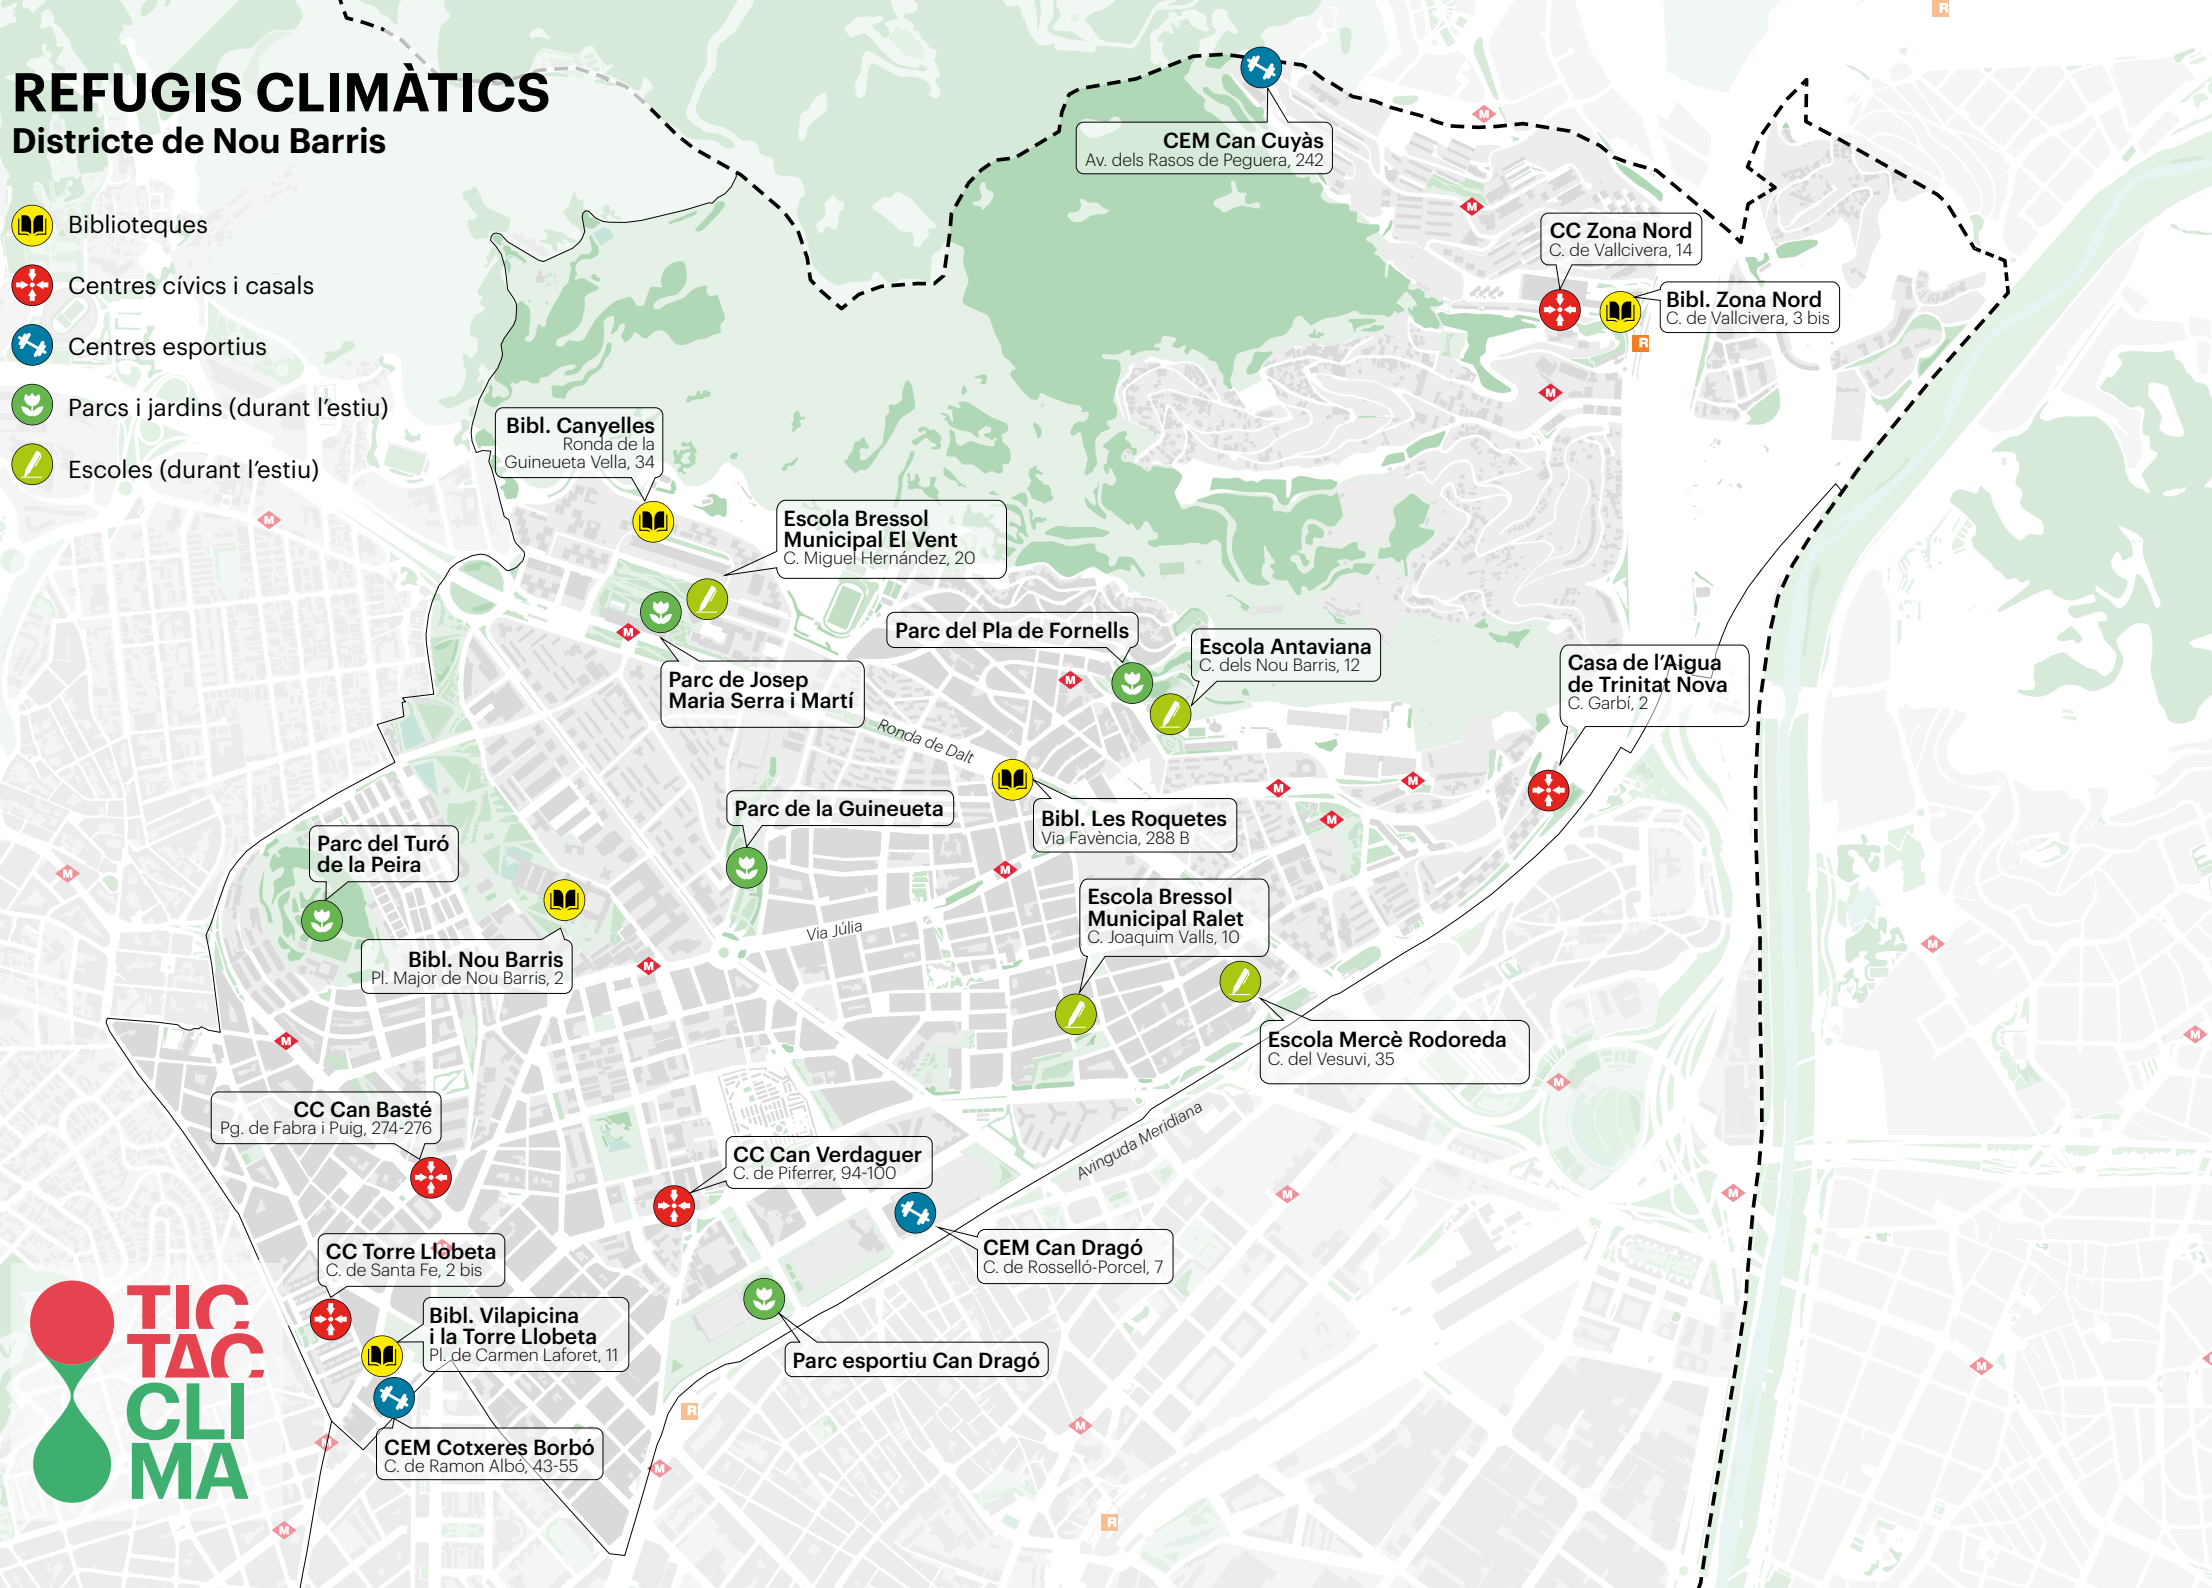 REFUGIS CLIMÀTICS
Districte de Nou Barris
Biblioteques
Centres cívics i casals
Centres esportius
Parcs i jardins (durant l'estiu)
Escoles (durant l'estiu)
CEM Can Cuyàs
Av. dels Rasos de Peguera, 242
CC Zona Nord
C. de Vallcivera, 14
Bibl. Zona Nord
C. de Vallcivera, 3 bis
Bibl. Canyelles
Ronda de la
Guineueta Vella, 34
Escola Bressol
Municipal El Vent
C. Miguel Hernández, 20
Parc de Josep
Maria Serra i Martí
Parc del Pla de Fornells
Escola Antaviana
C. dels Nou Barris, 12
Casa de l'Aigua
de Trinitat Nova
C. Garbí, 2
Ronda de Dalt
Parc de la Guineueta
Bibl. Les Roquetes
Via Favència, 288 B
Parc del Turó
de la Peira
Bibl. Nou Barris
Pl. Major de Nou Barris, 2
Via Júlia
Escola Bressol
Municipal Ralet
C. Joaquim Valls, 10
Escola Mercè Rodoreda
C. del Vesuvi, 35
Avinguda Meridiana
CC Can Basté
Pg. de Fabra i Puig, 274-276
CC Can Verdaguer
C. de Piferrer, 94-100
CEM Can Dragó
C. de Rosselló-Porcel, 7
CC Torre Llobeta
C. de Santa Fe, 2 bis
Bibl. Vilapicina
i la Torre Llobeta
Pl. de Carmen Laforet, 11
Parc esportiu Can Dragó
CEM Cotxeres Borbó
C. de Ramon Albó, 43-55
TIC
TAC
CLI
MA